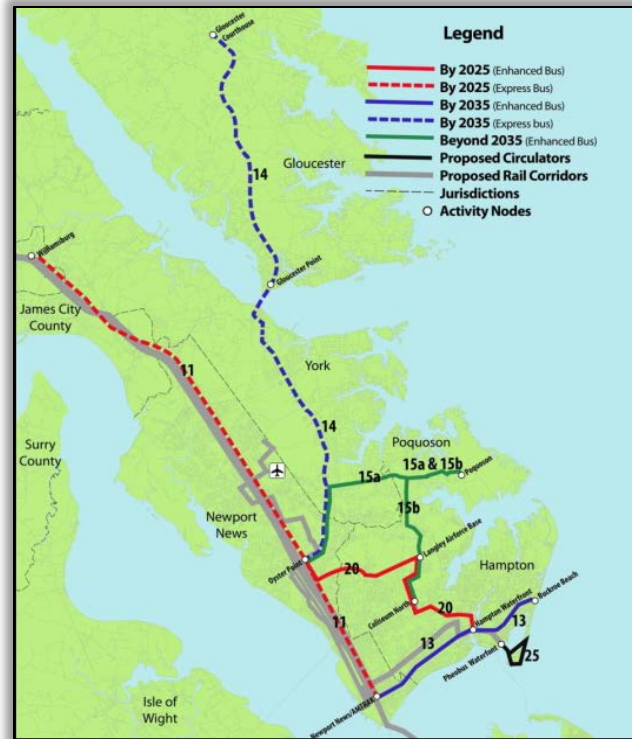 Gloucester
Courthouse
Legend
By 2025 (Enhanced Bus)
By 2025 (Express Bus)
By 2035 (Enhanced Bus)
By 2035 (Express bus)
Beyond 2035 (Enhanced Bus)
Proposed Circulators
Proposed Rail Corridors
Jurisdictions
Activity Nodes
Gloucester
14
Williamsburg
Gloucester Point
James City
County
11
York
14
Surry
County
Poquoson
15a
15a & 15b
Poquoson
15b
Newport
News
Oyster Point
20
Langley Airforce Base
Hampton
Coliseum North
20
Hampton Waterfront
Buckroe Beach
11
13
13
Pheobus Waterfont
25
Newport News/AMTRAK
Isle of
Wight